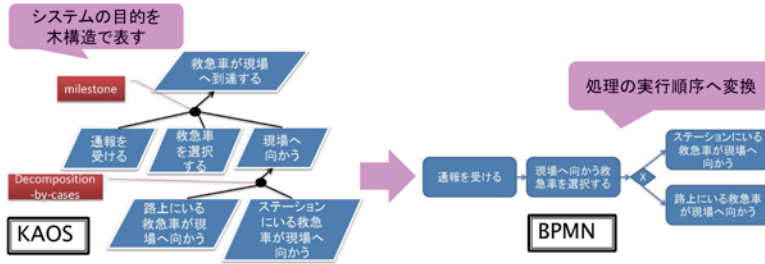 システムの目的を
木構造で表す
救急車が現場
へ到達する
milestone
処理の実行順序へ変換
通報を
受ける
救急車
を選択
する
現場へ
向かう
ステーションにいる
救急車が現場へ
向かう
通報を受ける
現場へ向かう救
急車を選択する
X
Decomposition
-by-cases
路上にいる
救急車が現
場へ向かう
ステーション
にいる救急
車が現場へ
向かう
路上にいる救急車
が現場へ向かう
KAOS
BPMN